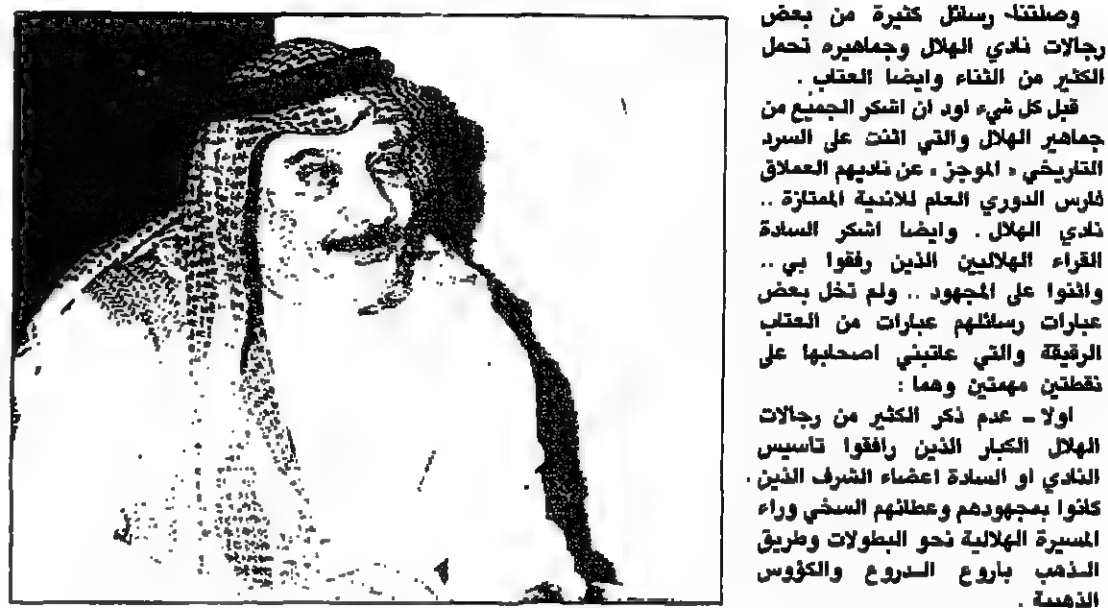 وصلتنا رسائل كثيرة من بعض
رجالات نادي الهلال وجماهيره تحمل
الكثير من الثناء وايضا العتاب .
قبل كل شيء اود ان اشكر الجميع من
جماهير الهلال والتي اثنت على السرد
التاريخي « الموجز » عن ناديهم العملاق
فارس الدوري العام للاندية الممتازة ..
نادي الهلال . وايضا اشكر السادة
القراء الهلاليين الذين رفقوا بي ..
واثنوا على المجهود .. ولم تخل بعض
عبارات رسائلهم عبارات من العتاب
الرقيقة والتي عاتبني اصحابها على
نقطتين مهمتين وهما :
اولا ـ عدم ذكر الكثير من رجالات
الهلال الكبار الذين رافقوا تاسيس
النادي او السادة اعضاء الشرف الذين
كانوا بمجهودهم وعطائهم السخي وراء
المسيرة الهلالية نحو البطولات وطريق
الـذهب باروع الـدروع والكؤوس
الذهبية .